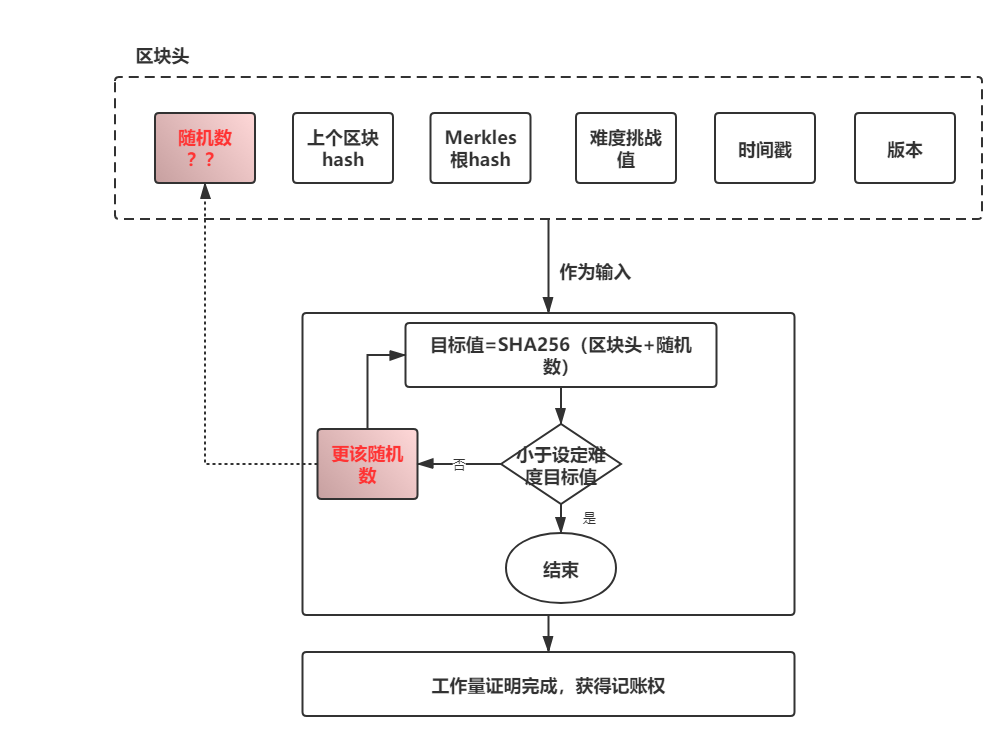 区块头
随机数
？？
上个区块
hash
Merkles
根hash
难度挑战
值
时间戳
版本
作为输入
目标值=SHA256（区块头+随机
数）
更该随机
数
否
小于设定难
度目标值
是
结束
工作量证明完成，获得记账权